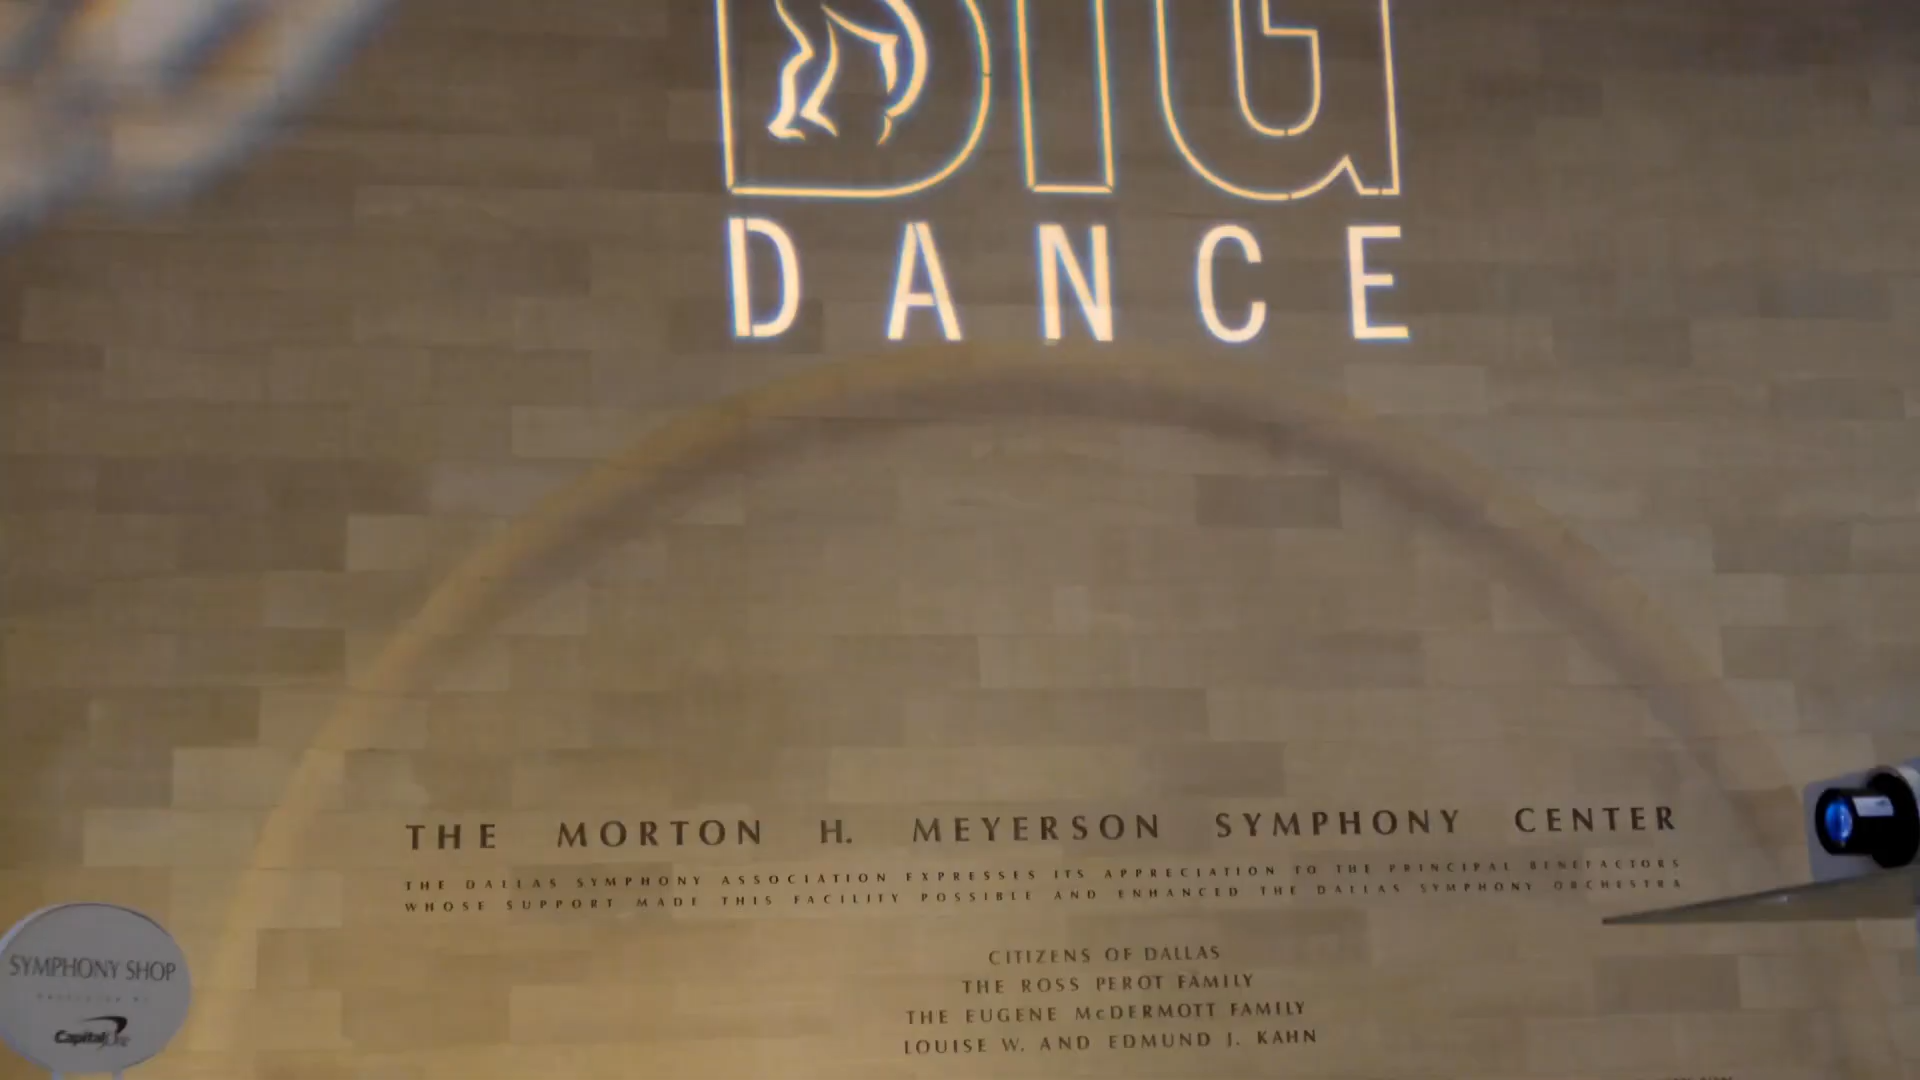 BIG
DANCE
THE MORTON H. MEYERSON SYMPHONY CENTER
THE DALLAS SYMPHONY ASSOCIATION EXPRESSES ITS APPRECIATION TO THE PRINCIPAL BENEFACTORS
WHOSE SUPPORT MADE THIS FACILITY POSSIBLE AND ENHANCED THE DALLAS SYMPHONY ORCHESTRA
CITIZENS OF DALLAS
THE ROSS PEROT FAMILY
THE EUGENE McDERMOTT FAMILY
LOUISE W. AND EDMUND J. KAHN
SYMPHONY SHOP
CapitalOne